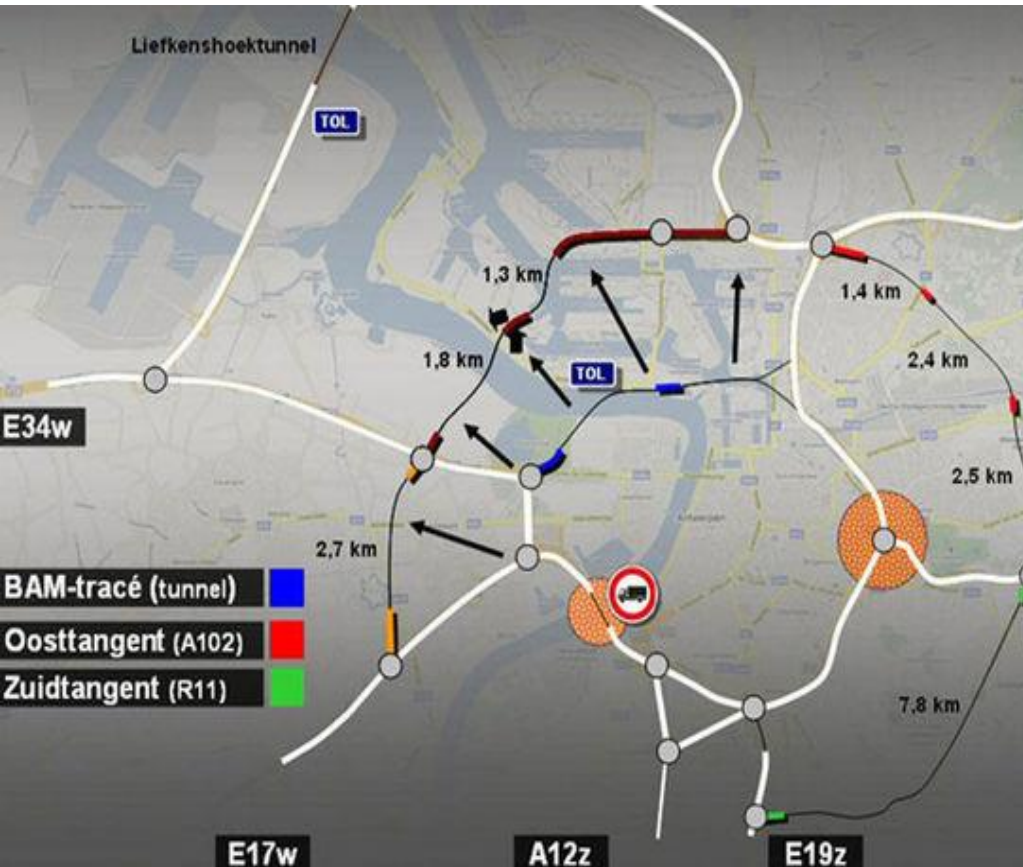 Liefkenshoektunnel
TOL
1,3 km
1,4 km
1,8 km
TOL
2,4 km
E34w
2,5 km
Antwerpen
2,7 km
BAM-tracé (tunnel)
Oosttangent (A102)
Zuidtangent (R11)
7,8 km
E17w
A12z
E19z